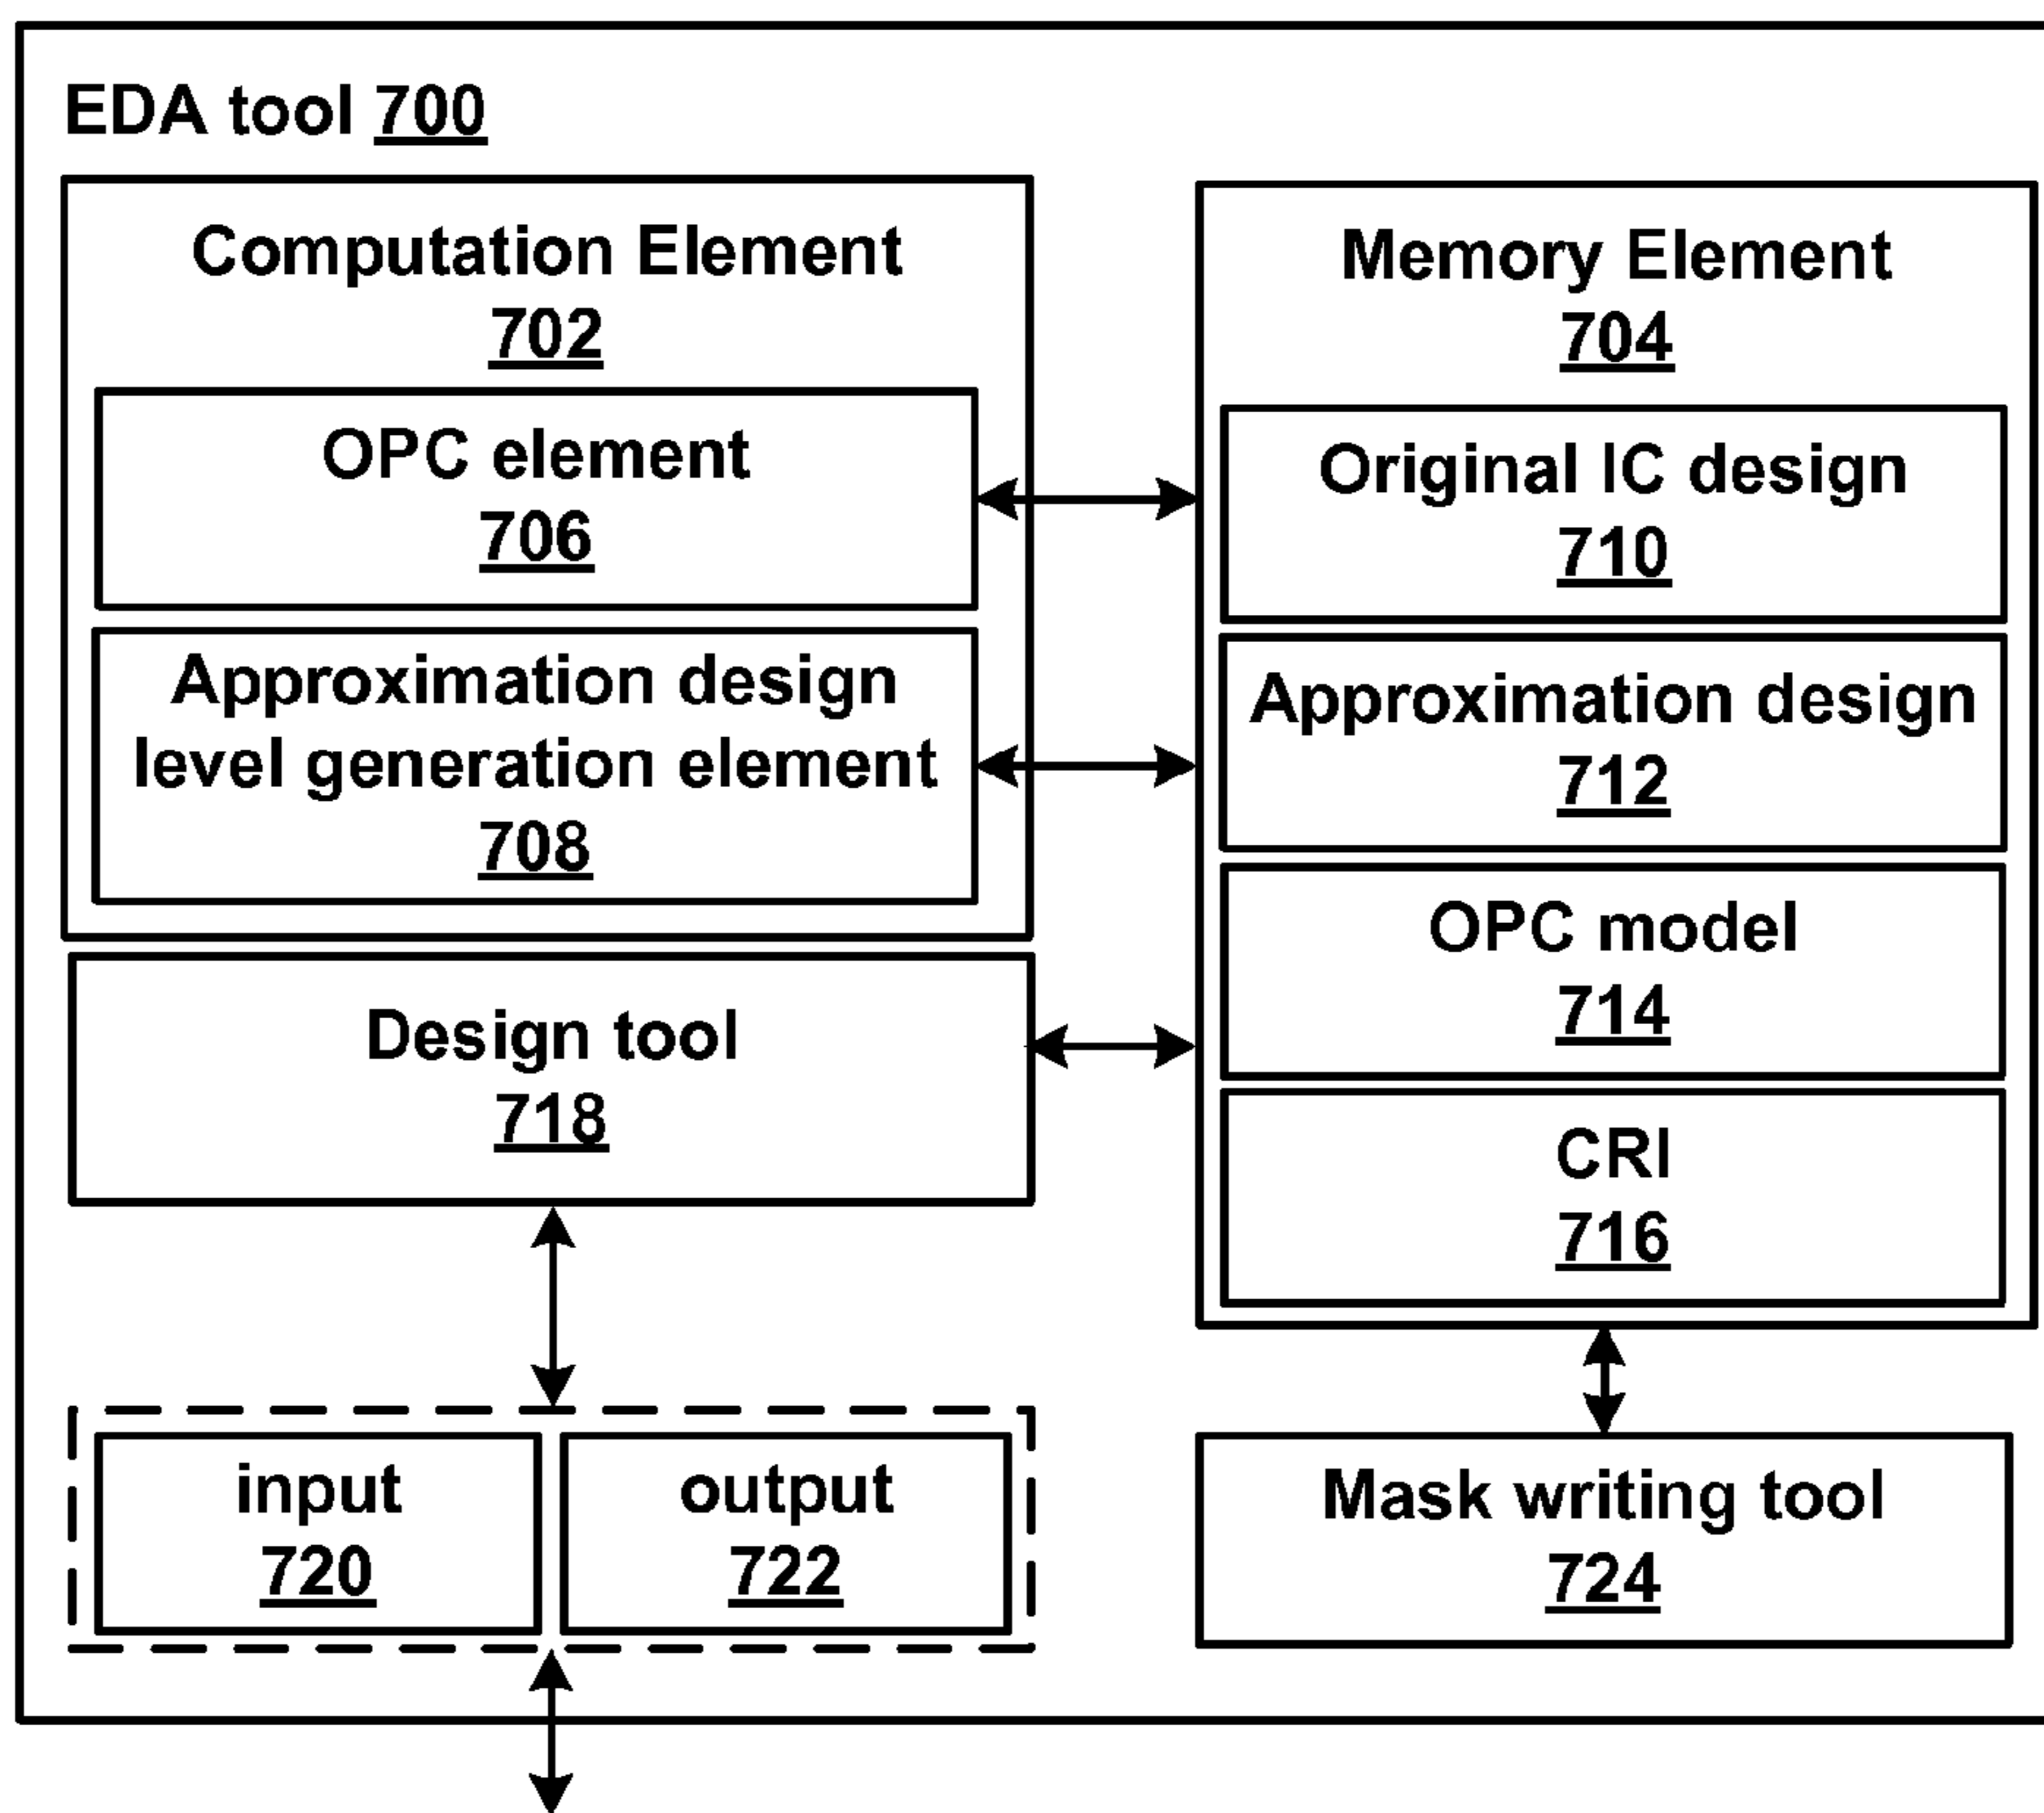 EDA tool 700
Computation Element
702
OPC element
706
Approximation design
level generation element
708
Design tool
718
input
720
output
722
Memory Element
704
Original IC design
710
Approximation design
712
OPC model
714
CRI
716
Mask writing tool
724